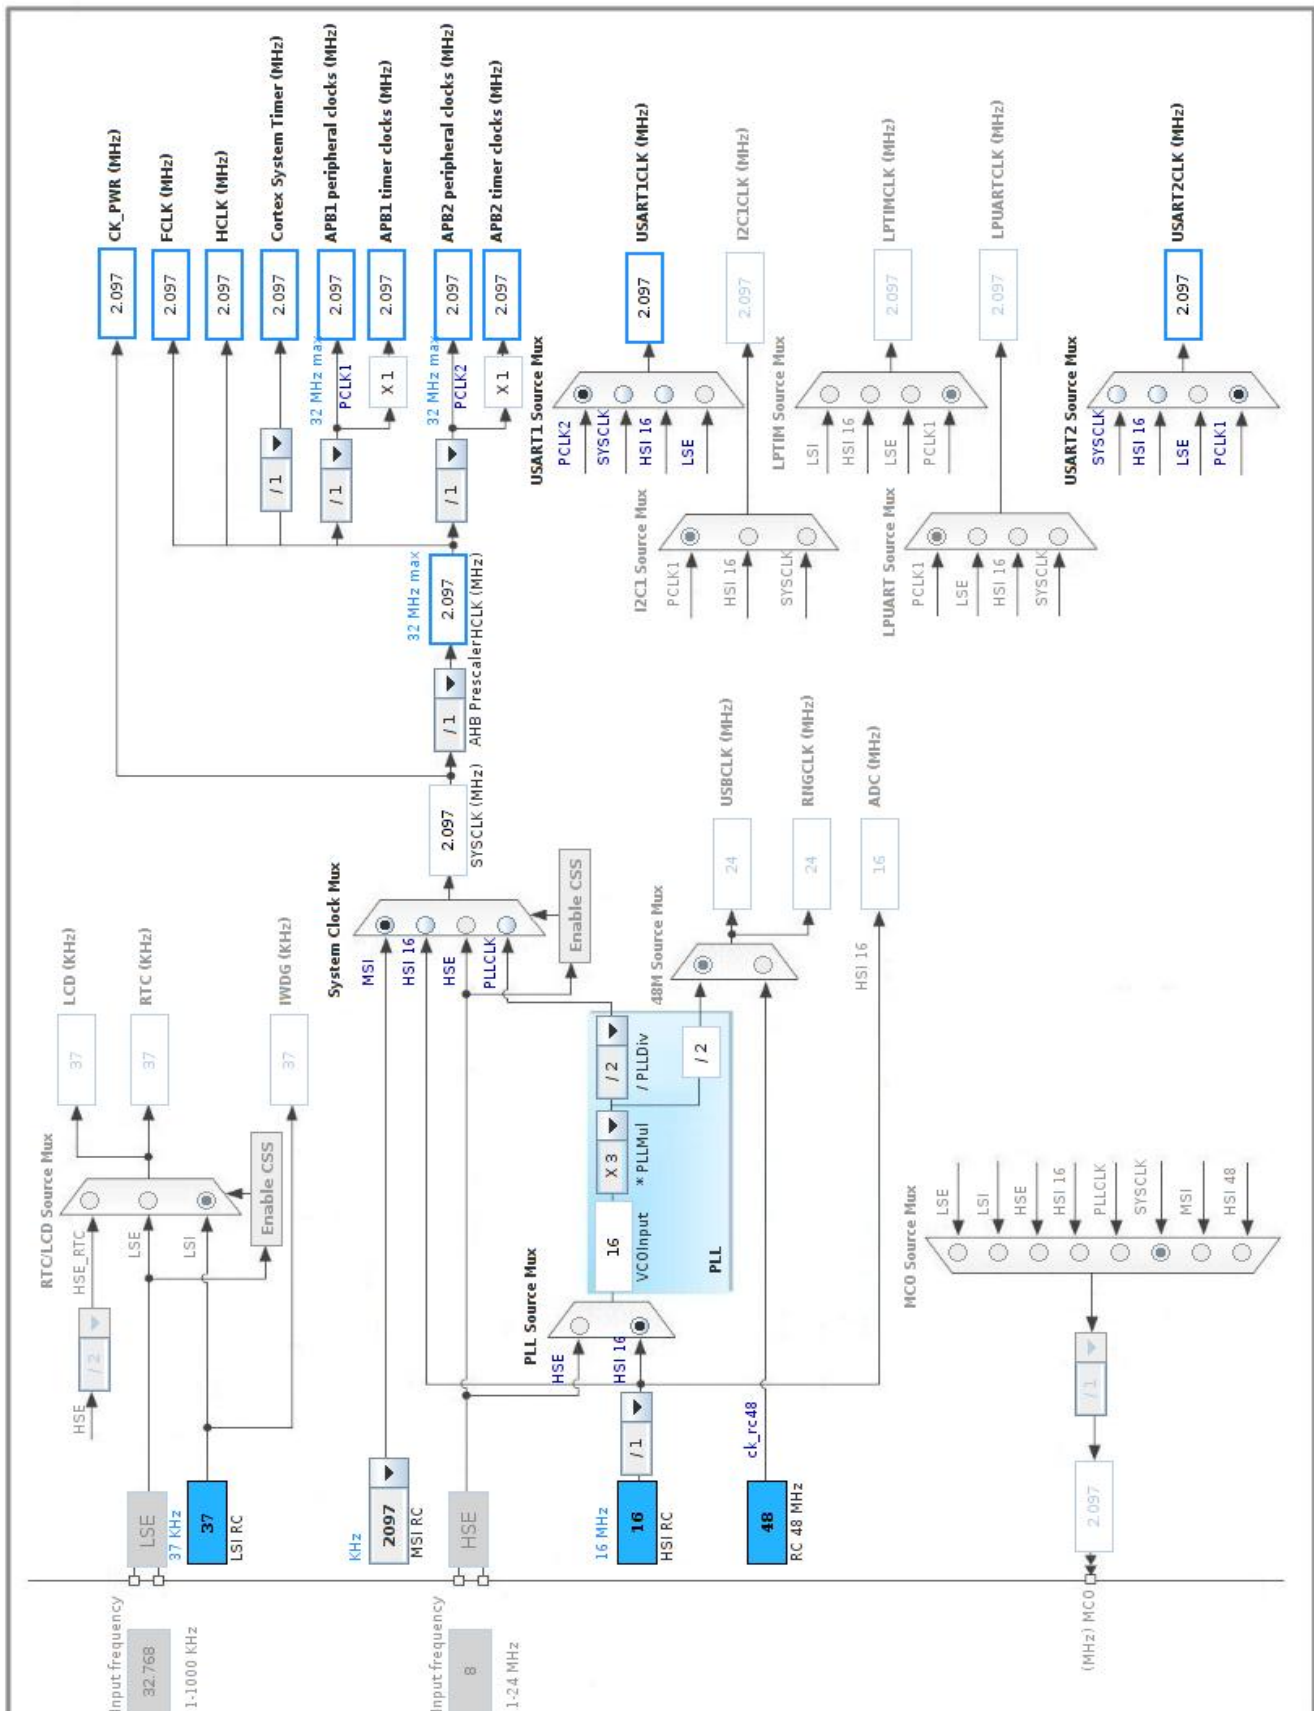 Input frequency
32.768
1-1000 KHz
LSE
37 KHz
37
LSI RC
HSE
/ 2
HSE_RTC
LSE
LSI
RTC/LCD Source Mux
Enable CSS
37
LCD (KHz)
37
RTC (KHz)
37
IWDG (KHz)
KHz
2097
MSI RC
Input frequency
8
1-24 MHz
HSE
16 MHz
16
HSI RC
/ 1
48
RC 48 MHz
ck_rc48
PLL Source Mux
HSE
HSI 16
16
VCOInput
X 3
* PLLMul
/ 2
/ PLLDiv
/ 2
PLL
System Clock Mux
MSI
HSI 16
HSE
PLLCLK
Enable CSS
48M Source Mux
24
USBCLK (MHz)
24
RNGCLK (MHz)
HSI 16
16
ADC (MHz)
2.097
SYSCLK (MHz)
/ 1
AHB Prescaler
32 MHz max
2.097
HCLK (MHz)
2.097
CK_PWR (MHz)
2.097
FCLK (MHz)
2.097
HCLK (MHz)
/ 1
2.097
Cortex System Timer (MHz)
/ 1
32 MHz max
PCLK1
2.097
APB1 peripheral clocks (MHz)
X 1
2.097
APB1 timer clocks (MHz)
/ 1
32 MHz max
PCLK2
2.097
APB2 peripheral clocks (MHz)
X 1
2.097
APB2 timer clocks (MHz)
USART1 Source Mux
PCLK2
SYSCLK
HSI 16
LSE
2.097
USART1CLK (MHz)
I2C1 Source Mux
PCLK1
HSI 16
SYSCLK
2.097
I2C1CLK (MHz)
LPTIM Source Mux
LSI
HSI 16
LSE
PCLK1
2.097
LPTIMCLK (MHz)
LPUART Source Mux
PCLK1
LSE
HSI 16
SYSCLK
2.097
LPUARTCLK (MHz)
USART2 Source Mux
SYSCLK
HSI 16
LSE
PCLK1
2.097
USART2CLK (MHz)
MCO Source Mux
LSE
LSI
HSE
HSI 16
PLLCLK
SYSCLK
MSI
HSI 48
/ 1
2.097
(MHz) MCO